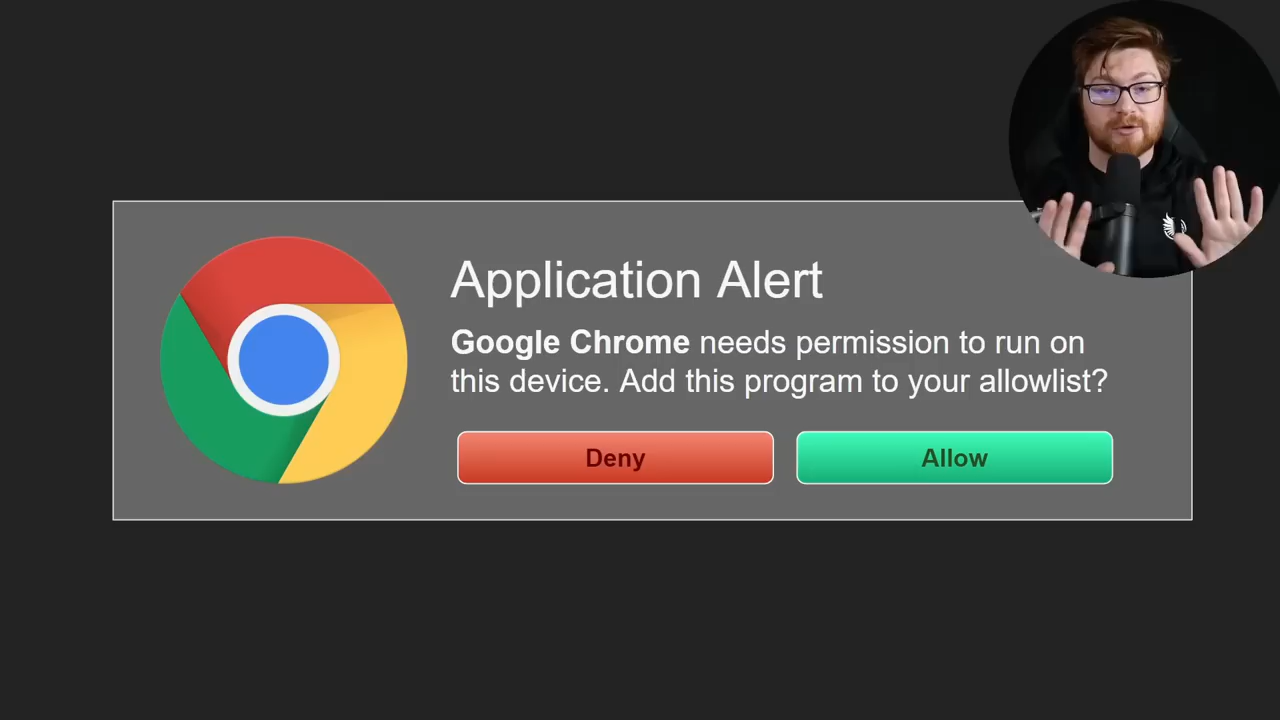 Application Alert
Google Chrome needs permission to run on
this device. Add this program to your allowlist?
Deny
Allow